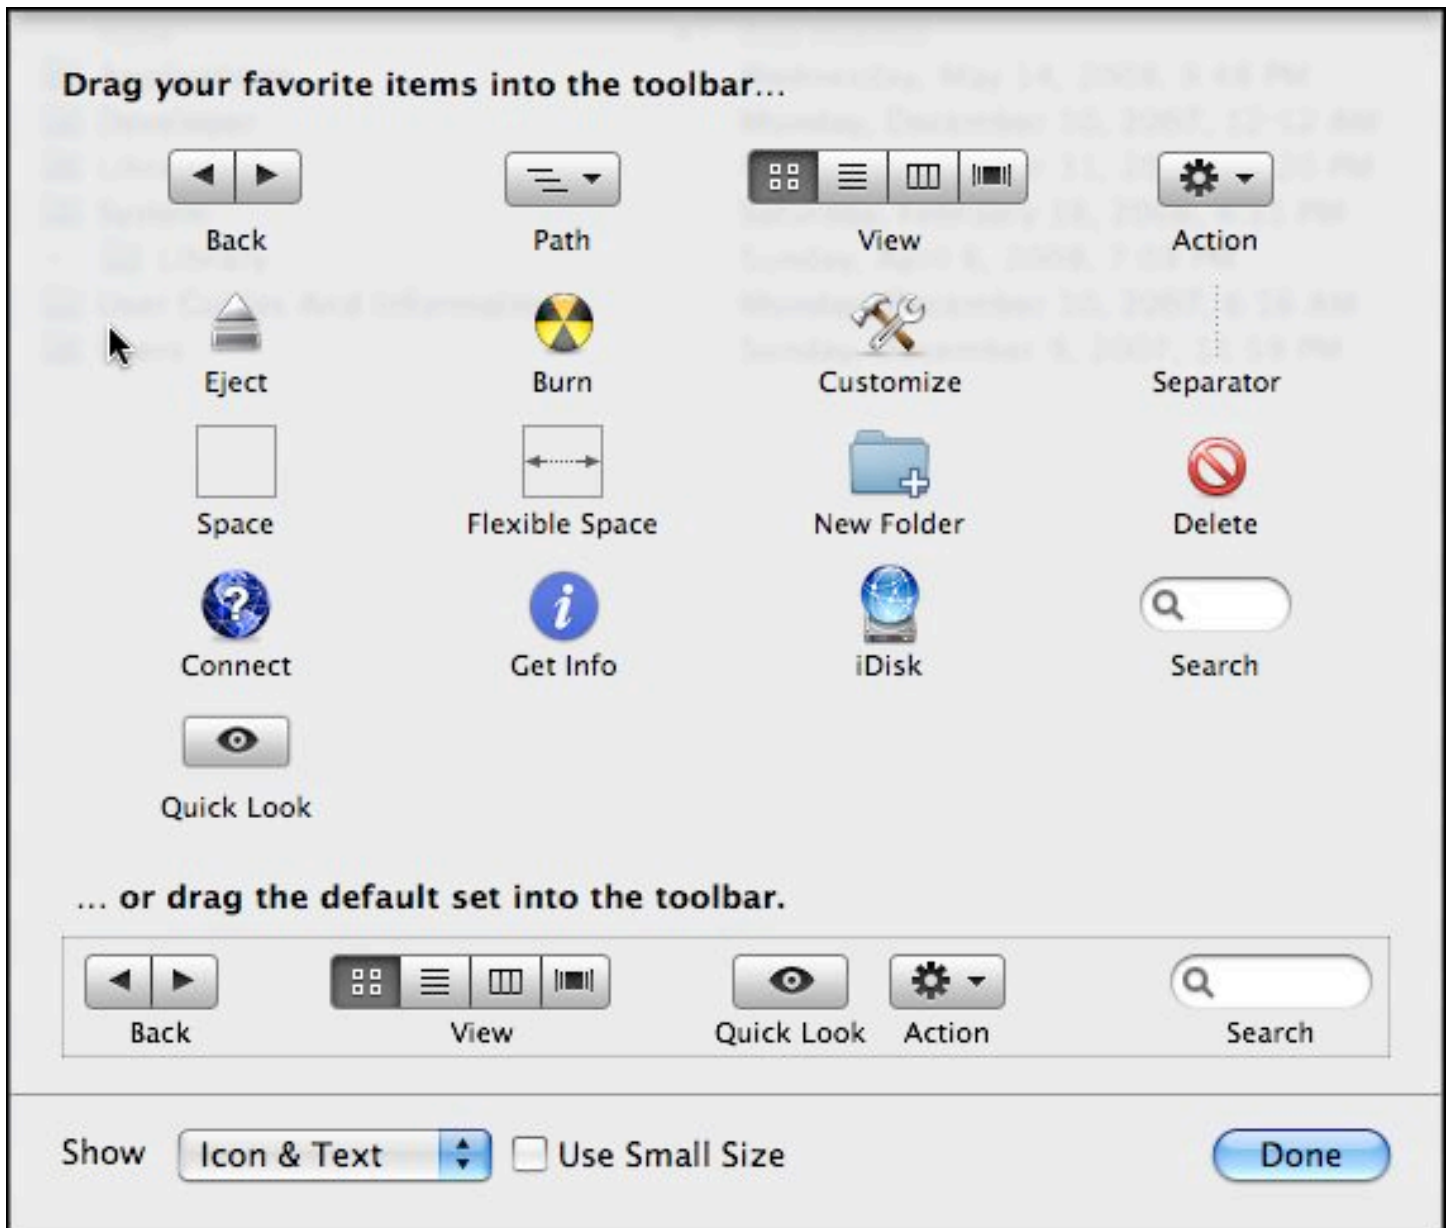 Drag your favorite items into the toolbar...
Back Path View Action
Eject Burn Customize Separator
Space Flexible Space New Folder Delete
Connect Get Info iDisk Search
Quick Look
... or drag the default set into the toolbar.
Back View Quick Look Action Search
Show Icon & Text Use Small Size Done